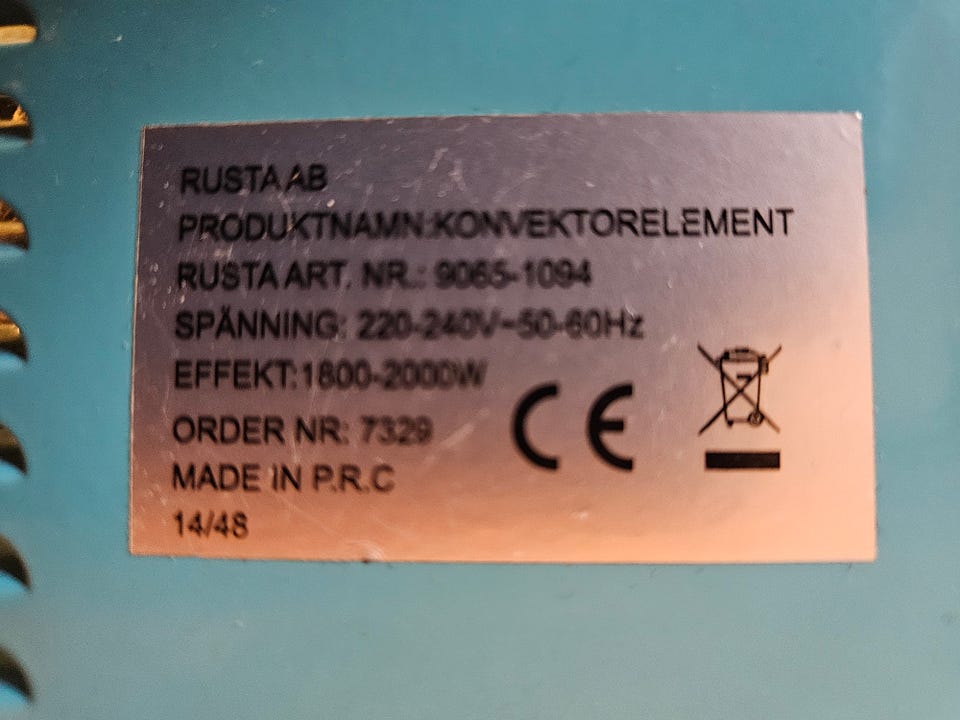 RUSTA AB
PRODUKTNAMN:KONVEKTORELEMENT
RUSTA ART. NR.: 9065-1094
SPÄNNING: 220-240V~50-60Hz
EFFEKT:1800-2000W
ORDER NR: 7329
MADE IN P.R.C
14/48
CE